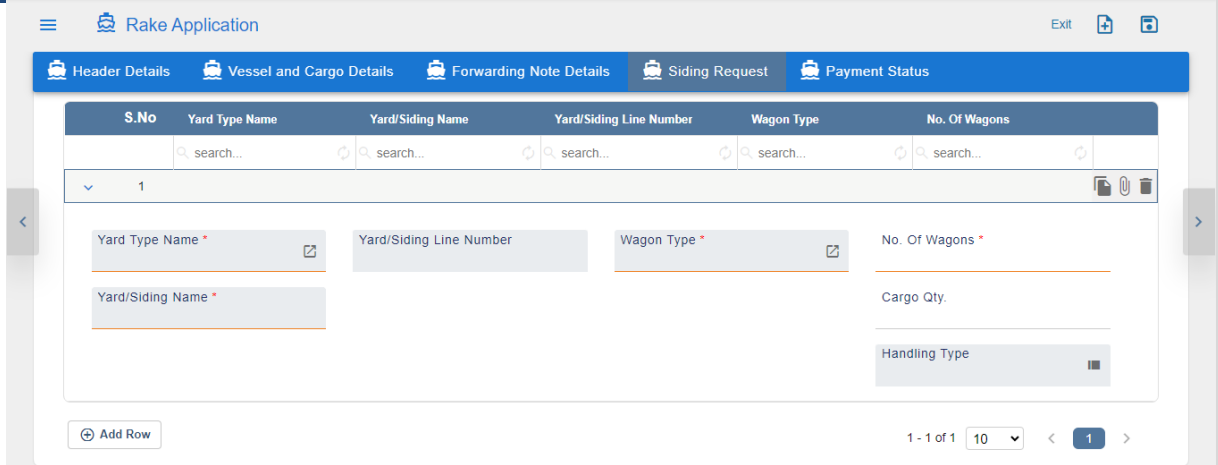 Rake Application
Exit
Header Details Vessel and Cargo Details Forwarding Note Details Siding Request Payment Status
S.No Yard Type Name Yard/Siding Name Yard/Siding Line Number Wagon Type No. Of Wagons
search... search... search... search... search...
1
Yard Type Name * Yard/Siding Line Number Wagon Type * No. Of Wagons *
Yard/Siding Name * Cargo Qty.
Handling Type
Add Row 1 - 1 of 1 10 1